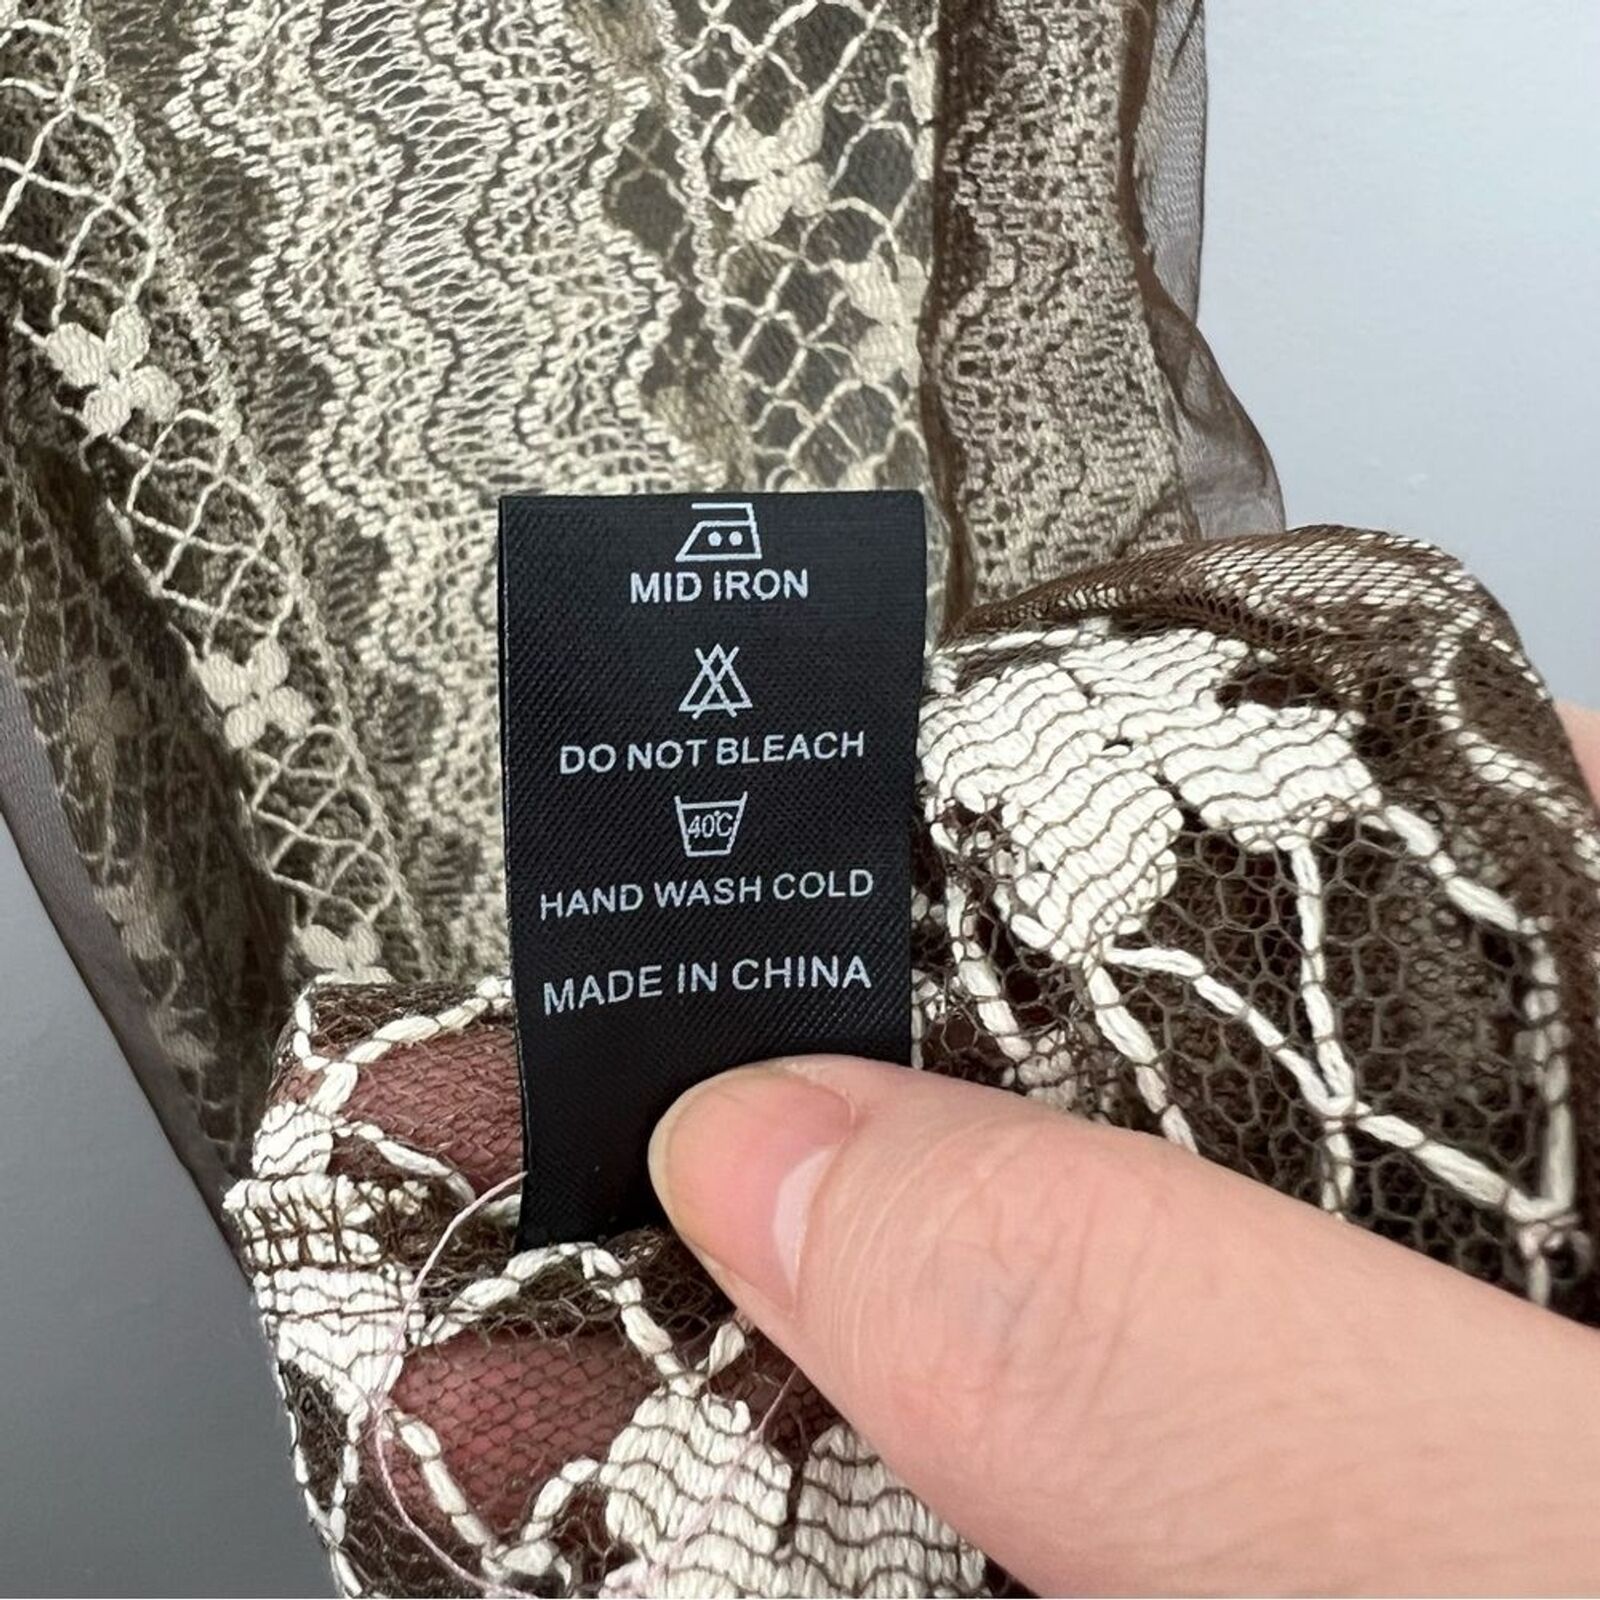 MID IRON
DO NOT BLEACH
40°C
HAND WASH COLD
MADE IN CHINA